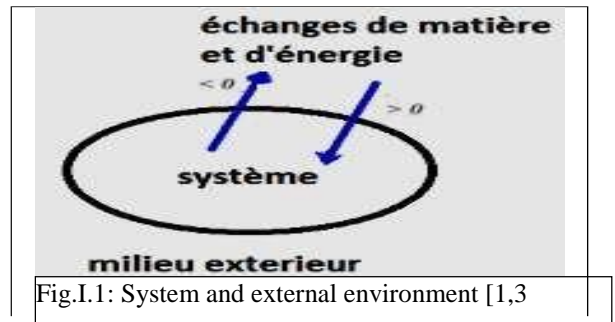 échanges de matière
et d'énergie
< 0
> 0
système
milieu exterieur
Fig.I.1: System and external environment [1,3